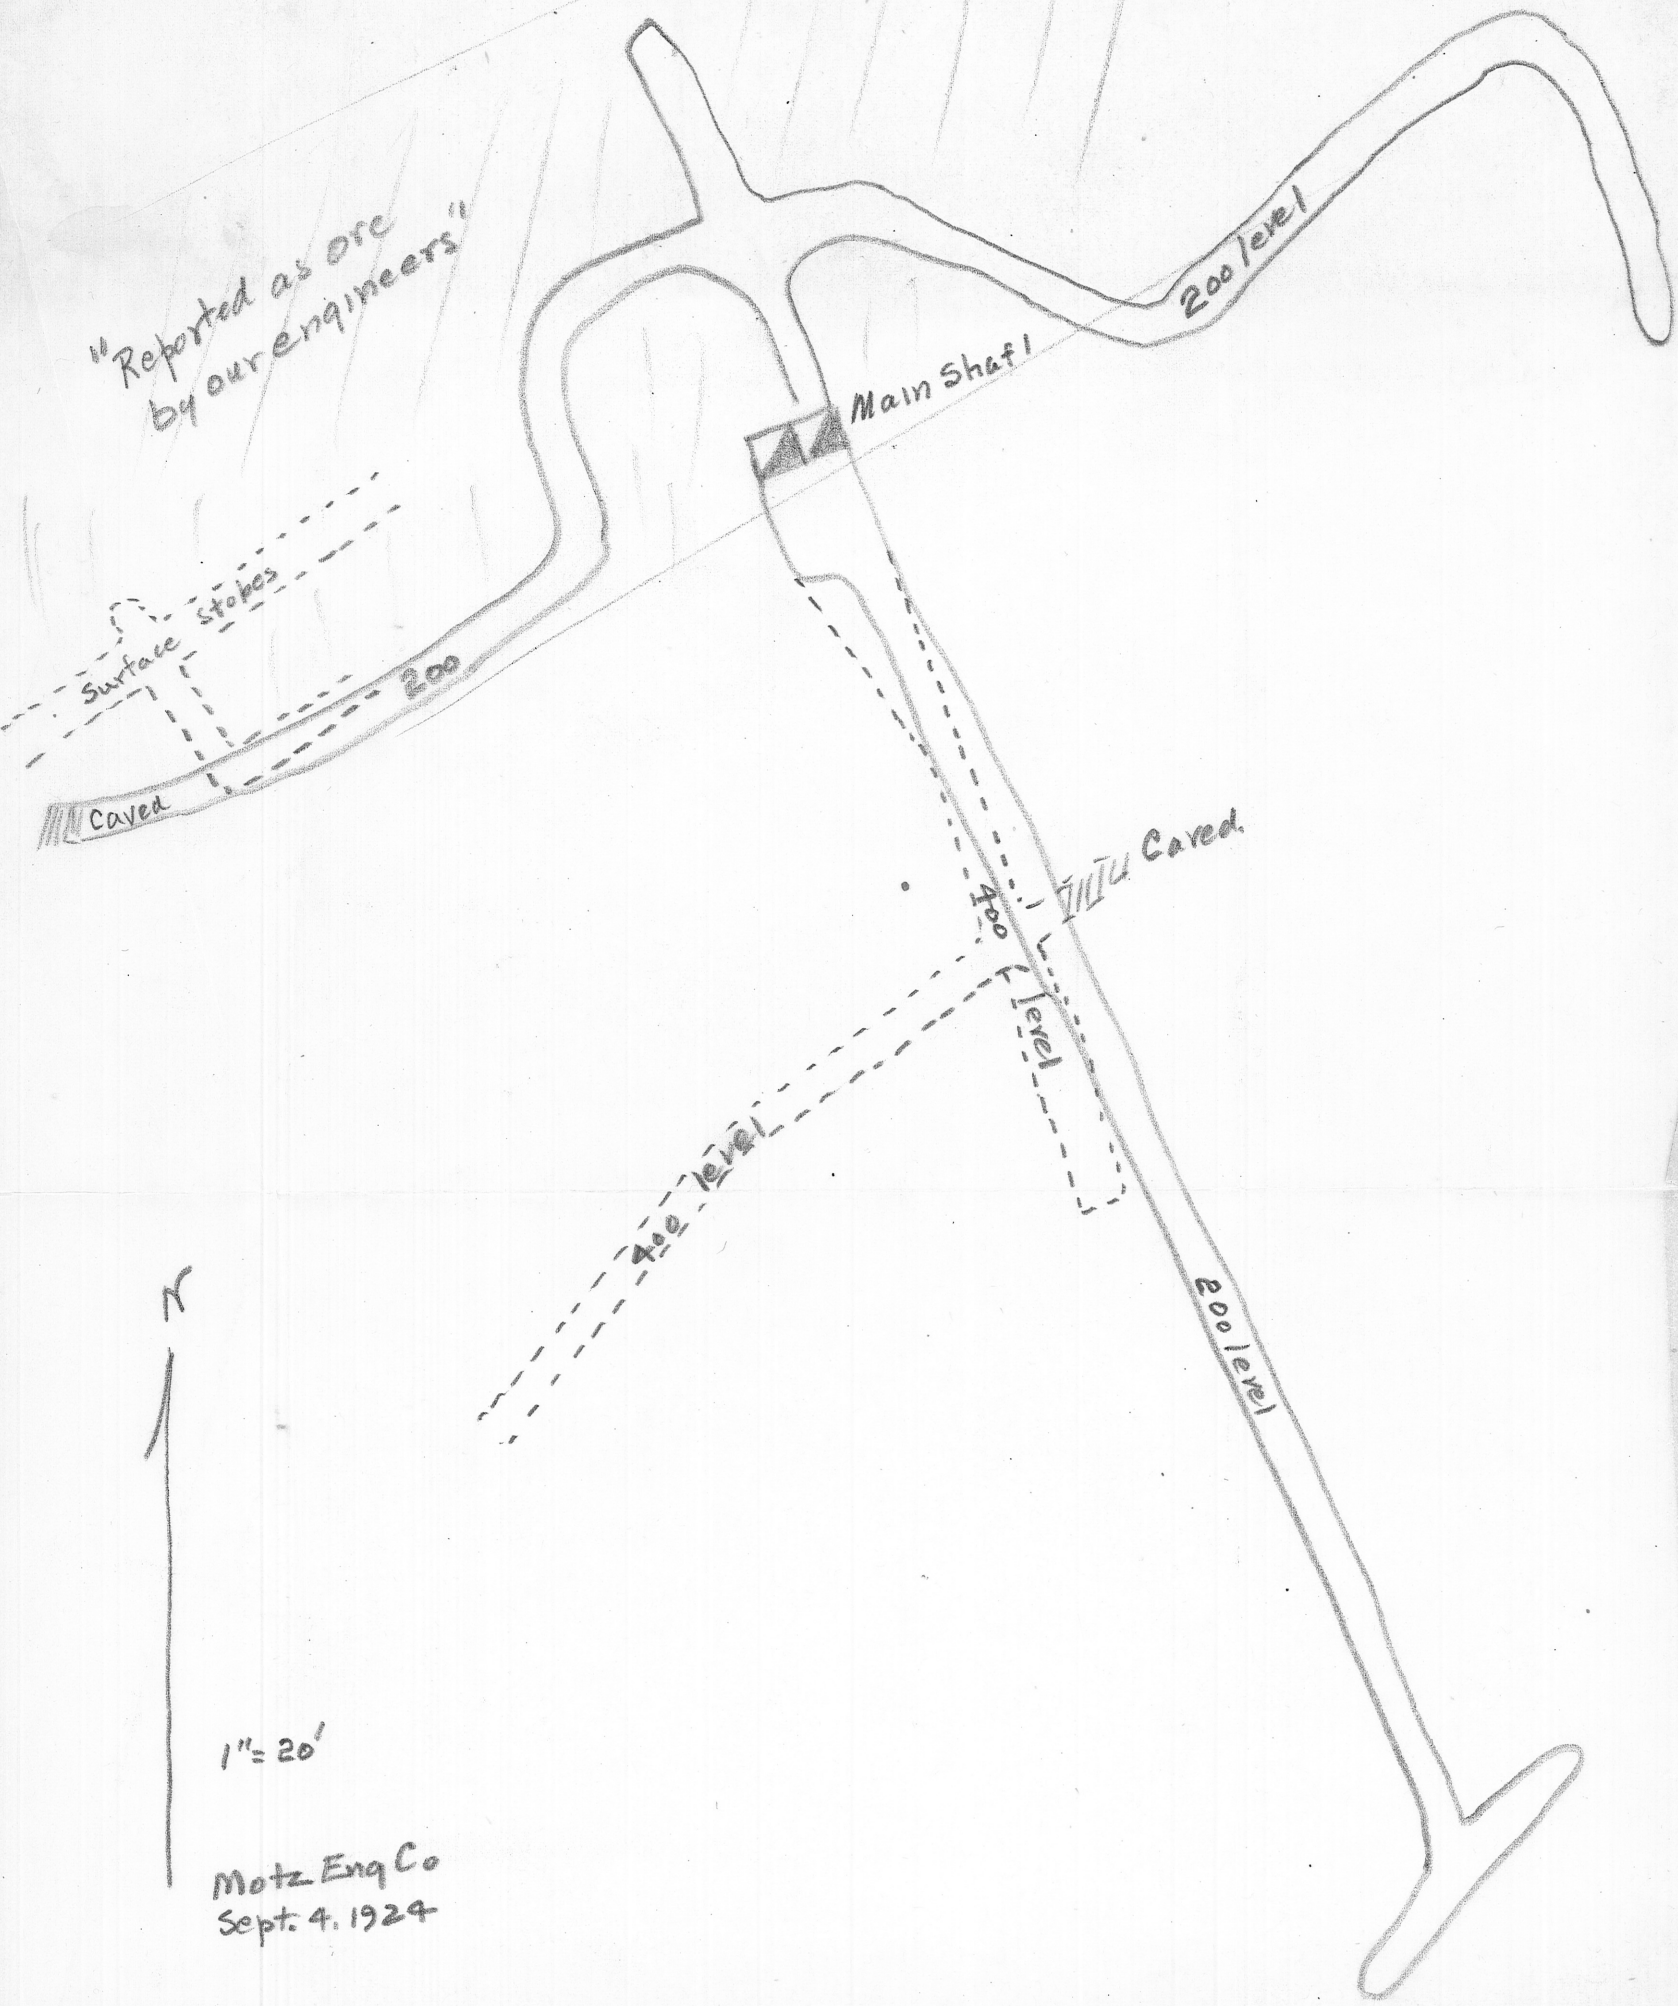 "Reported as ore
by our engineers"
200 level
Main Shaft
Surface stopes
200
Caved
Caved.
400 level
400 level
200 level
N
1"=20'
Motz Eng Co
Sept. 4. 1924